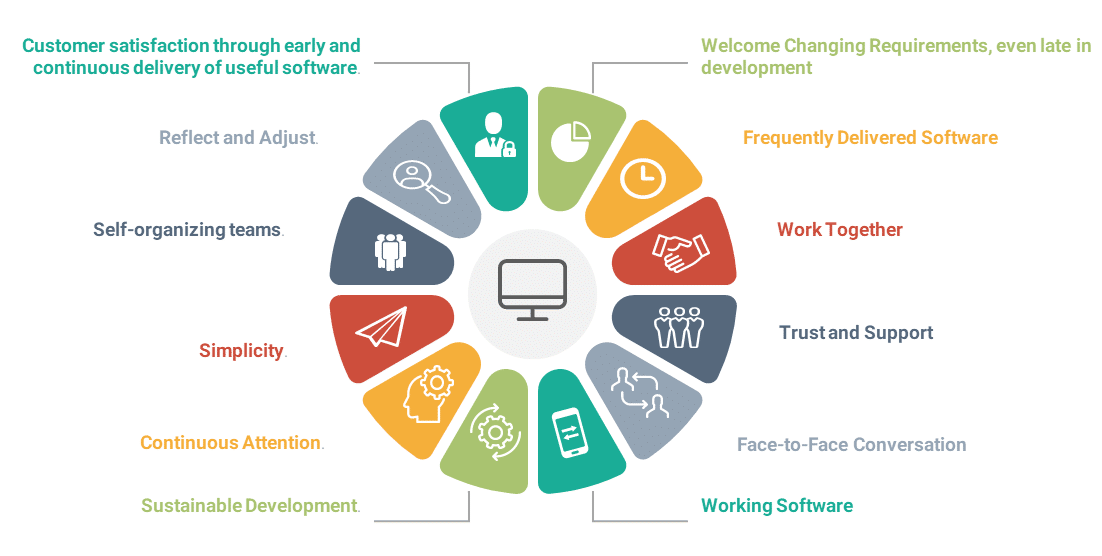 Customer satisfaction through early and
continuous delivery of useful software.
Welcome Changing Requirements, even late in
development
Reflect and Adjust.
Frequently Delivered Software
Self-organizing teams.
Work Together
Simplicity.
Trust and Support
Continuous Attention.
Face-to-Face Conversation
Sustainable Development.
Working Software